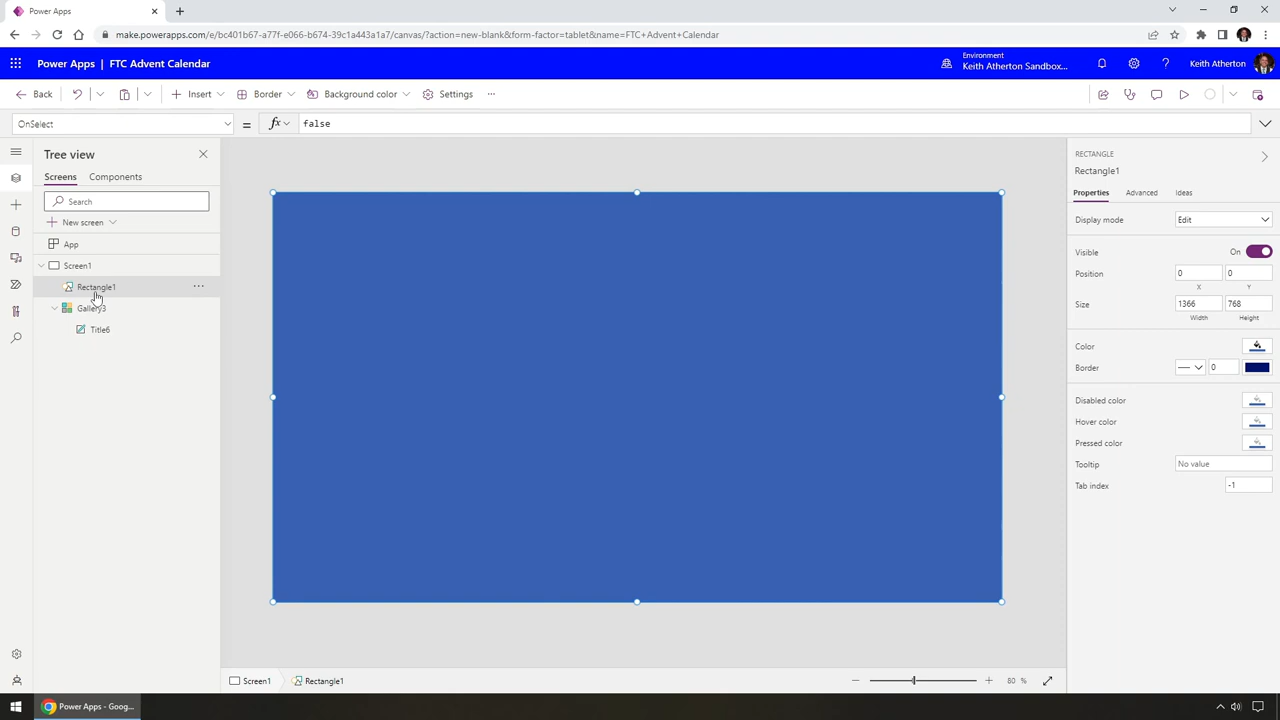 Power Apps
make.powerapps.com/e/bc401b67-a77f-e066-b674-39c1a443a1a7/canvas/?action=new-blank&form-factor=tablet&name=FTC+Advent+Calendar
Power Apps | FTC Advent Calendar
Environment
Keith Atherton Sandbox...
Keith Atherton
Back
Insert
Border
Background color
Settings
OnSelect
= fx false
Tree view
Screens Components
Search
New screen
App
Screen1
Rectangle1
Gallery3
Title6
RECTANGLE
Rectangle1
Properties Advanced Ideas
Display mode Edit
Visible On
Position 0 0
X Y
Size 1366 768
Width Height
Color
Border 0
Disabled color
Hover color
Pressed color
Tooltip No value
Tab index -1
Screen1 Rectangle1 80 %
Power Apps - Goog...